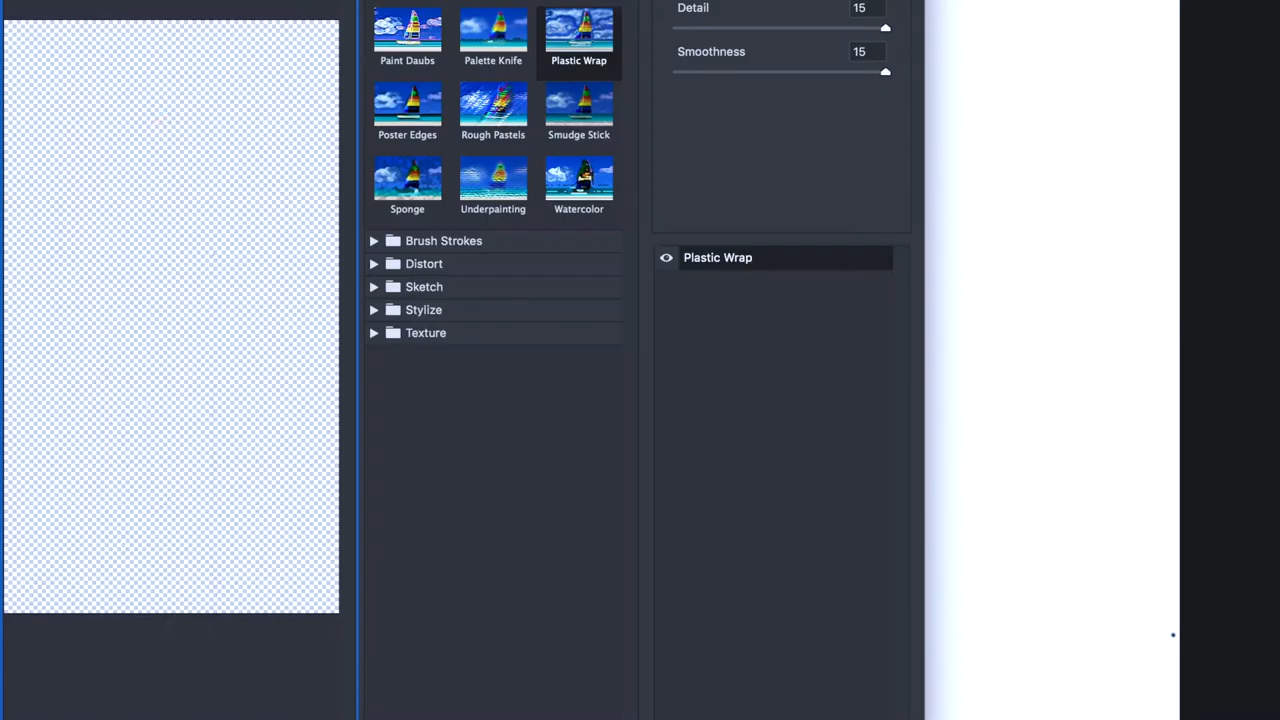 Detail 15
Paint Daubs Palette Knife Plastic Wrap
Smoothness 15
Poster Edges Rough Pastels Smudge Stick
Sponge Underpainting Watercolor
Brush Strokes
Distort
Sketch
Stylize
Texture
Plastic Wrap